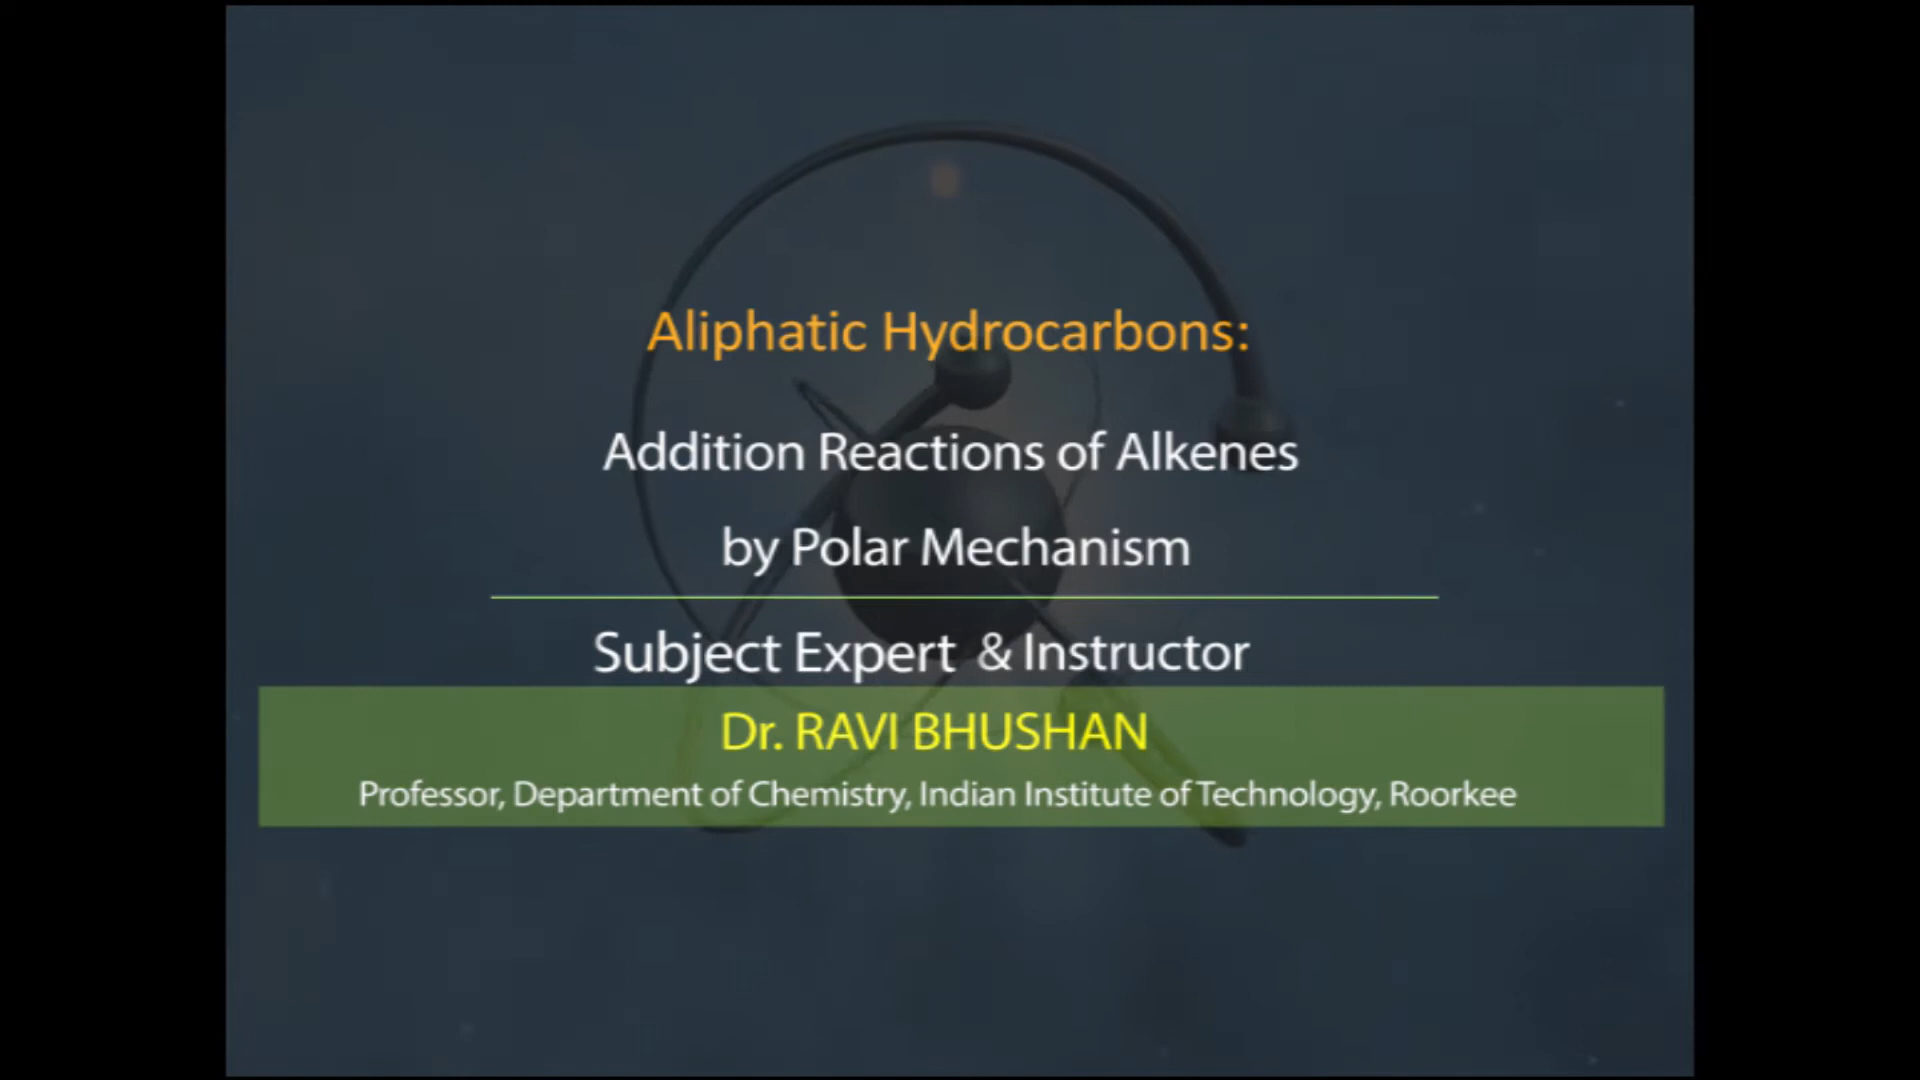 Aliphatic Hydrocarbons:
Addition Reactions of Alkenes
by Polar Mechanism
Subject Expert & Instructor
Dr. RAVI BHUSHAN
Professor, Department of Chemistry, Indian Institute of Technology, Roorkee